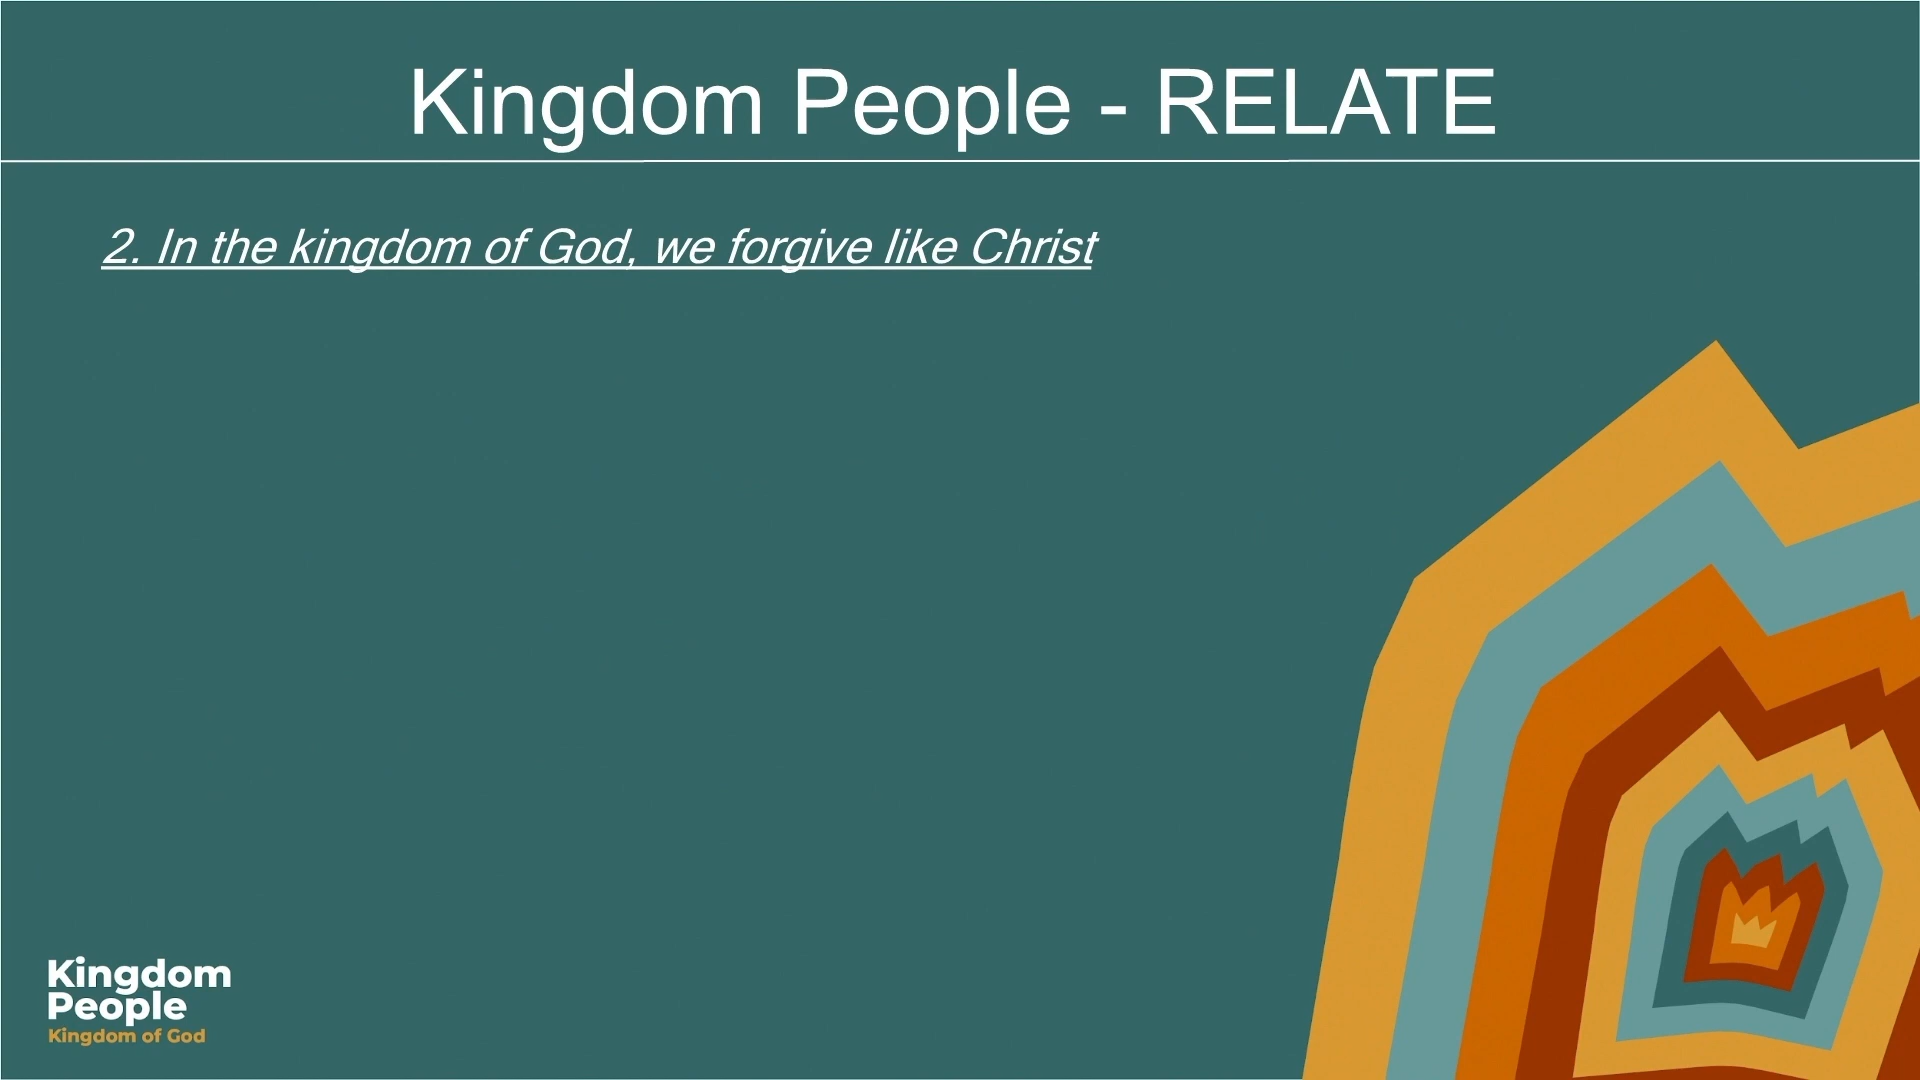 Kingdom People - RELATE
2. In the kingdom of God, we forgive like Christ
Kingdom
People
Kingdom of God